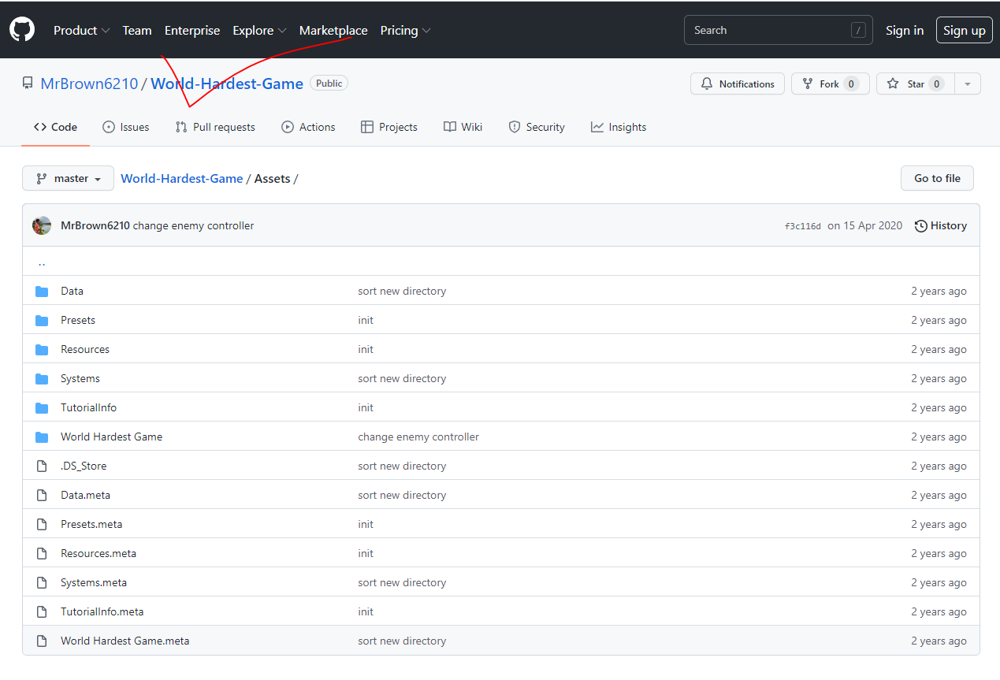 Product Team Enterprise Explore Marketplace Pricing Search / Sign in Sign up
MrBrown6210 / World-Hardest-Game Public Notifications Fork 0 Star 0
Code Issues Pull requests Actions Projects Wiki Security Insights
master World-Hardest-Game / Assets / Go to file
MrBrown6210 change enemy controller f3c116d on 15 Apr 2020 History
..
Data sort new directory 2 years ago
Presets init 2 years ago
Resources init 2 years ago
Systems sort new directory 2 years ago
TutorialInfo init 2 years ago
World Hardest Game change enemy controller 2 years ago
.DS_Store sort new directory 2 years ago
Data.meta sort new directory 2 years ago
Presets.meta init 2 years ago
Resources.meta init 2 years ago
Systems.meta sort new directory 2 years ago
TutorialInfo.meta init 2 years ago
World Hardest Game.meta sort new directory 2 years ago